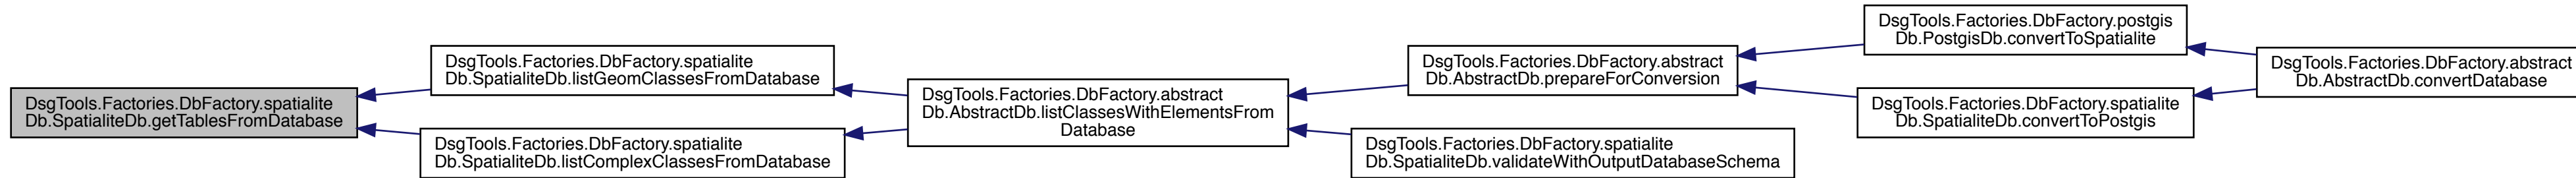 DsgTools.Factories.DbFactory.spatialite
Db.SpatialiteDb.getTablesFromDatabase
DsgTools.Factories.DbFactory.spatialite
Db.SpatialiteDb.listGeomClassesFromDatabase
DsgTools.Factories.DbFactory.spatialite
Db.SpatialiteDb.listComplexClassesFromDatabase
DsgTools.Factories.DbFactory.abstract
Db.AbstractDb.listClassesWithElementsFrom
Database
DsgTools.Factories.DbFactory.abstract
Db.AbstractDb.prepareForConversion
DsgTools.Factories.DbFactory.spatialite
Db.SpatialiteDb.validateWithOutputDatabaseSchema
DsgTools.Factories.DbFactory.postgis
Db.PostgisDb.convertToSpatialite
DsgTools.Factories.DbFactory.spatialite
Db.SpatialiteDb.convertToPostgis
DsgTools.Factories.DbFactory.abstract
Db.AbstractDb.convertDatabase